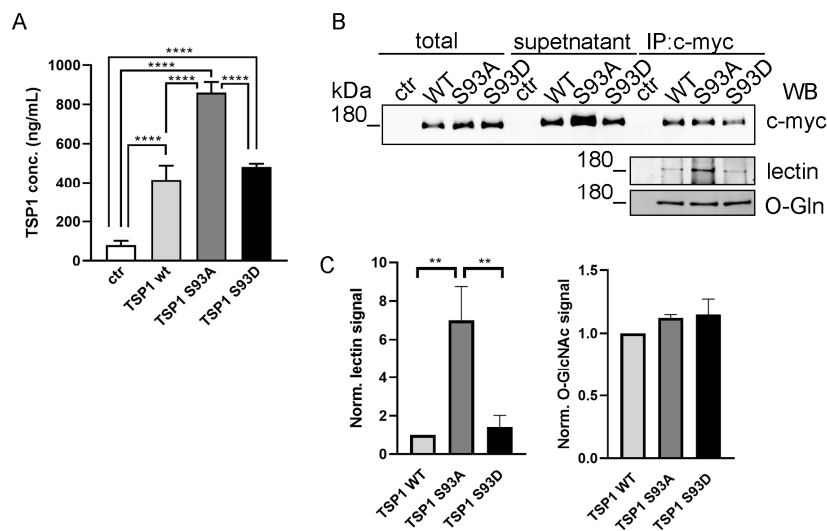 A
TSP1 conc. (ng/mL)
1000
800
600
400
200
0
****
****
****
****
****
ctr
TSP1 wt
TSP1 S93A
TSP1 S93D
B
total
supetnatant
IP:c-myc
kDa
ctr
WT
S93A
S93D
ctr
WT
S93A
S93D
ctr
WT
S93A
S93D
WB
180
c-myc
180
lectin
180
O-Gln
C
Norm. lectin signal
10
8
6
4
2
0
**
**
TSP1 WT
TSP1 S93A
TSP1 S93D
Norm. O-GlcNAc signal
1.5
1.0
0.5
0.0
TSP1 WT
TSP1 S93A
TSP1 S93D